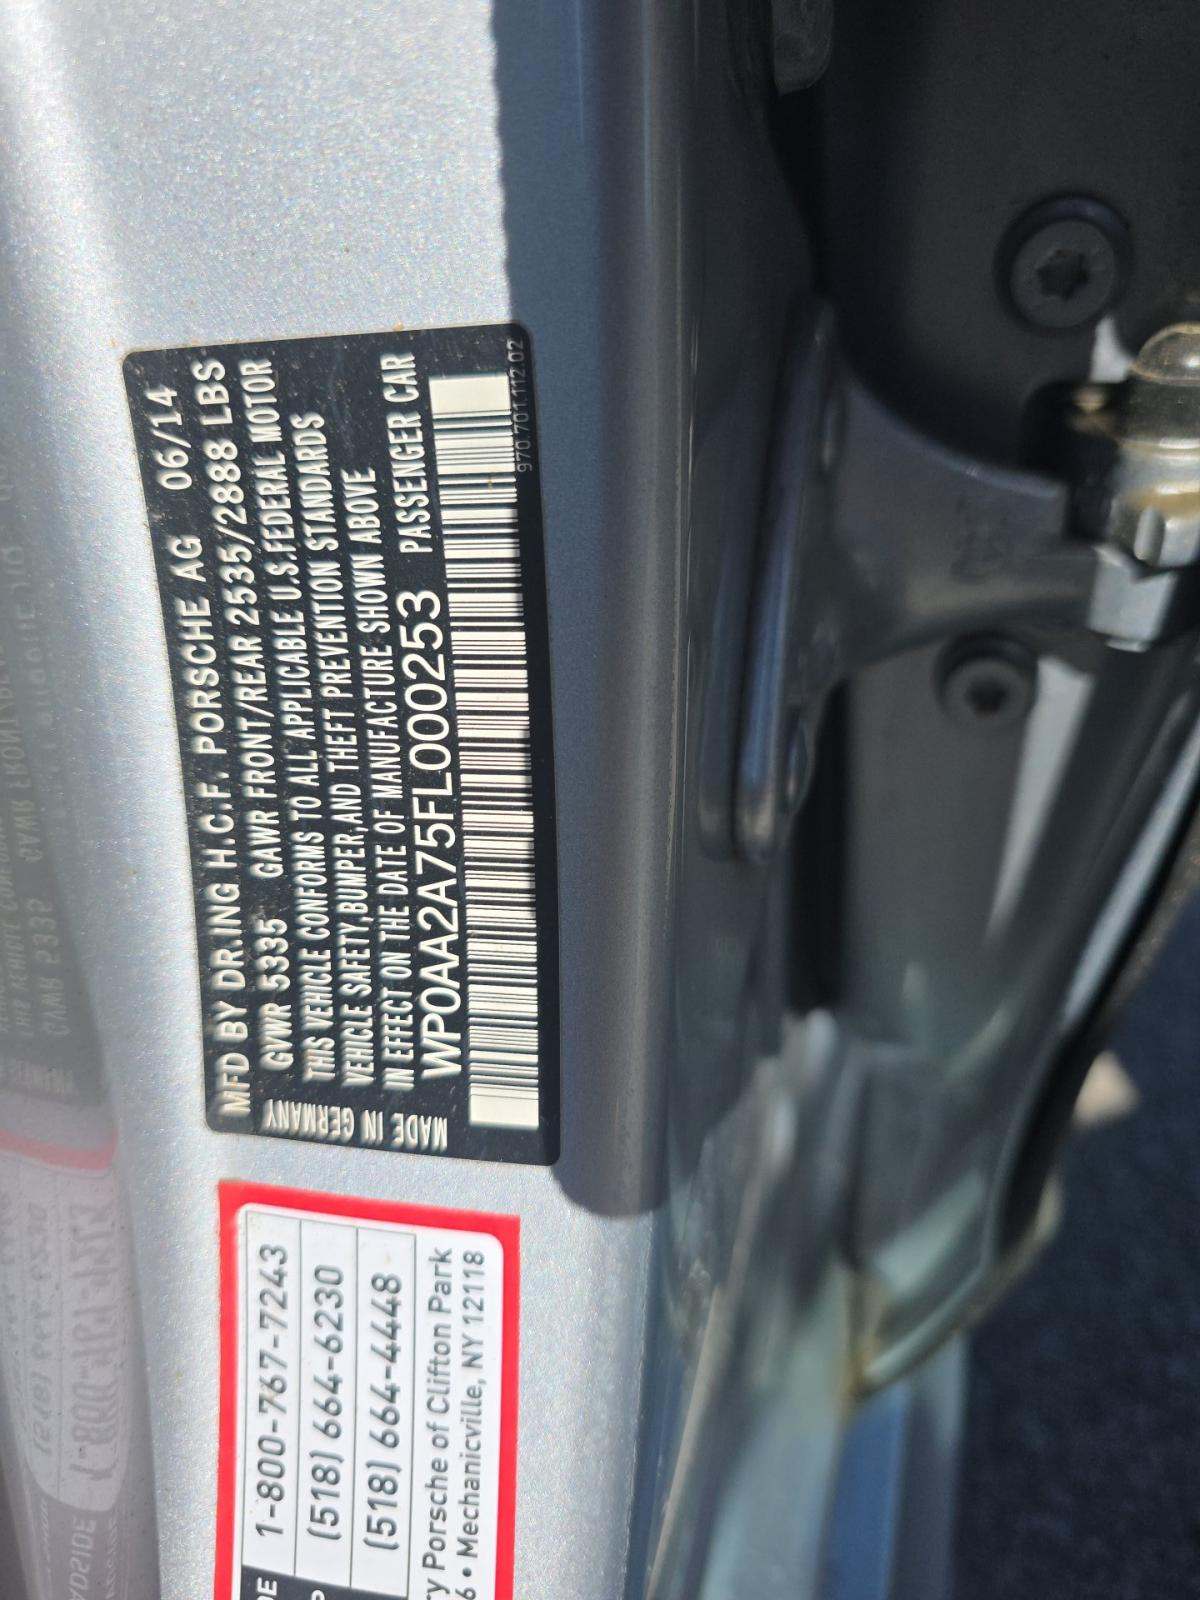 MFD BY DR.ING H.C.F. PORSCHE AG 06/14
GVWR 5335 GAWR FRONT/REAR 2535/2888 LBS
THIS VEHICLE CONFORMS TO ALL APPLICABLE U.S.FEDERAL MOTOR
VEHICLE SAFETY,BUMPER,AND THEFT PREVENTION STANDARDS
IN EFFECT ON THE DATE OF MANUFACTURE SHOWN ABOVE
WP0AA2A75FL000253 PASSENGER CAR
MADE IN GERMANY
970.701.112.02
1-800-767-7243
(518) 664-6230
(518) 664-4448
Porsche of Clifton Park
6 • Mechanicville, NY 12118